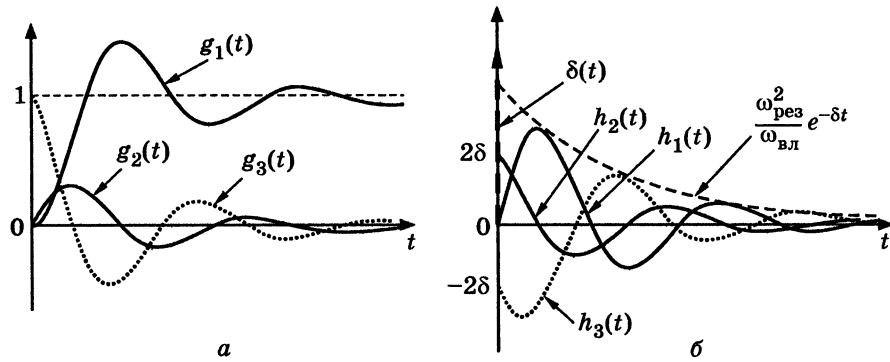 g₁(t)
1
g₂(t)
g₃(t)
0
t
а
δ(t)
h₂(t)
h₁(t)
ω²рез/ωвл e⁻δt
2δ
0
t
−2δ
h₃(t)
б